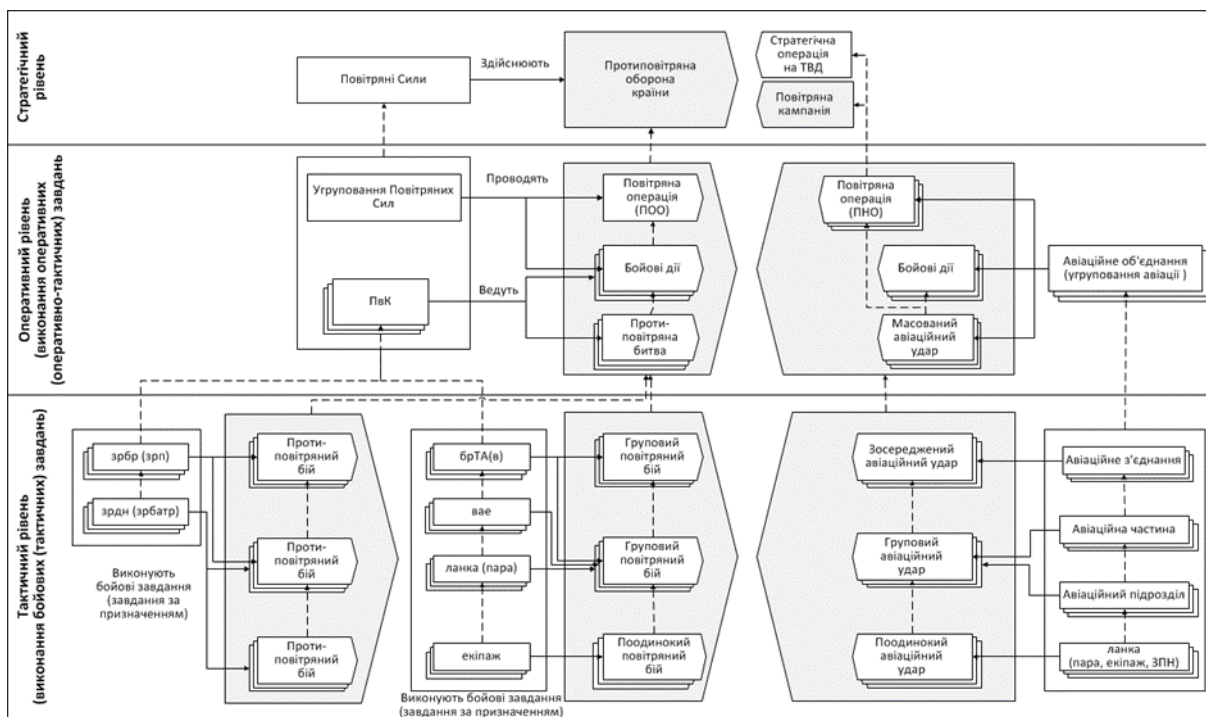 Стратегічний
рівень
Повітряні Сили
Здійснюють
Протиповітряна
оборона
країни
Стратегічна
операція
на ТВД
Повітряна
кампанія
Оперативний рівень
(виконання оперативних
(оперативно-тактичних) завдань
Угруповання Повітряних
Сил
Проводять
ПвК
Ведуть
Повітряна
операція
(ПОО)
Бойові дії
Проти-
повітряна
битва
Повітряна
операція
(ПНО)
Бойові дії
Масований
авіаційний
удар
Авіаційне об'єднання
(угруповання авіації )
Тактичний рівень
(виконання бойових (тактичних) завдань)
зрбр (зрп)
зрдн (зрбатр)
Виконують
бойові завдання
(завдання за
призначенням)
Проти-
повітряний
бій
Проти-
повітряний
бій
Проти-
повітряний
бій
брТА(в)
вае
ланка (пара)
екіпаж
Виконують бойові завдання
(завдання за призначенням)
Груповий
повітряний
бій
Груповий
повітряний
бій
Поодинокий
повітряний
бій
Зосереджений
авіаційний удар
Груповий
авіаційний
удар
Поодинокий
авіаційний
удар
Авіаційне з'єднання
Авіаційна частина
Авіаційний підрозділ
ланка
(пара, екіпаж, ЗПН)